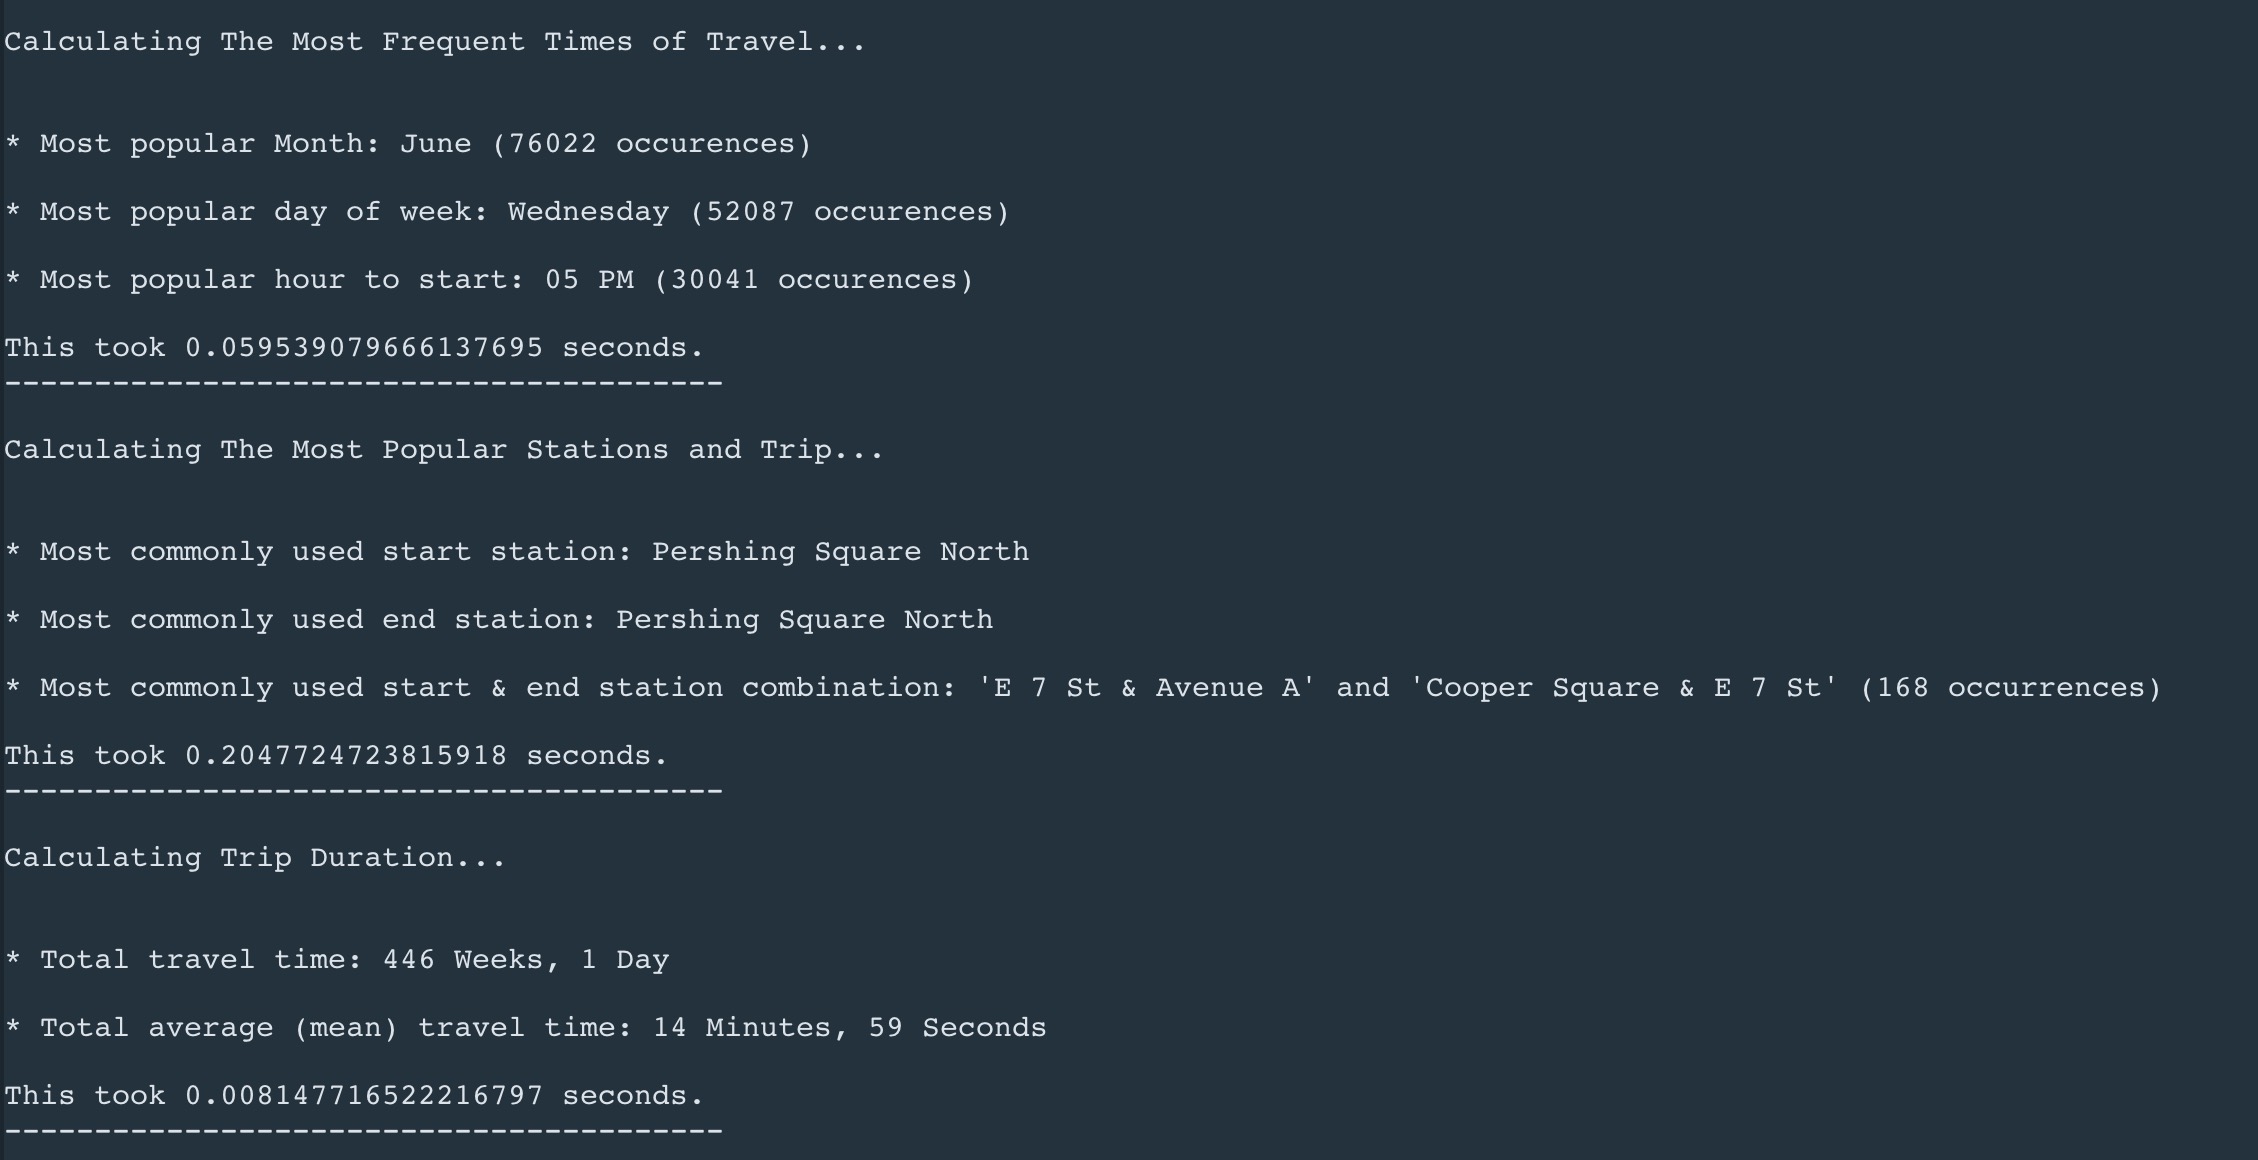 Calculating The Most Frequent Times of Travel...
* Most popular Month: June (76022 occurences)
* Most popular day of week: Wednesday (52087 occurences)
* Most popular hour to start: 05 PM (30041 occurences)
This took 0.059539079666137695 seconds.
----------------------------------------
Calculating The Most Popular Stations and Trip...
* Most commonly used start station: Pershing Square North
* Most commonly used end station: Pershing Square North
* Most commonly used start & end station combination: 'E 7 St & Avenue A' and 'Cooper Square & E 7 St' (168 occurrences)
This took 0.2047724723815918 seconds.
----------------------------------------
Calculating Trip Duration...
* Total travel time: 446 Weeks, 1 Day
* Total average (mean) travel time: 14 Minutes, 59 Seconds
This took 0.008147716522216797 seconds.
----------------------------------------